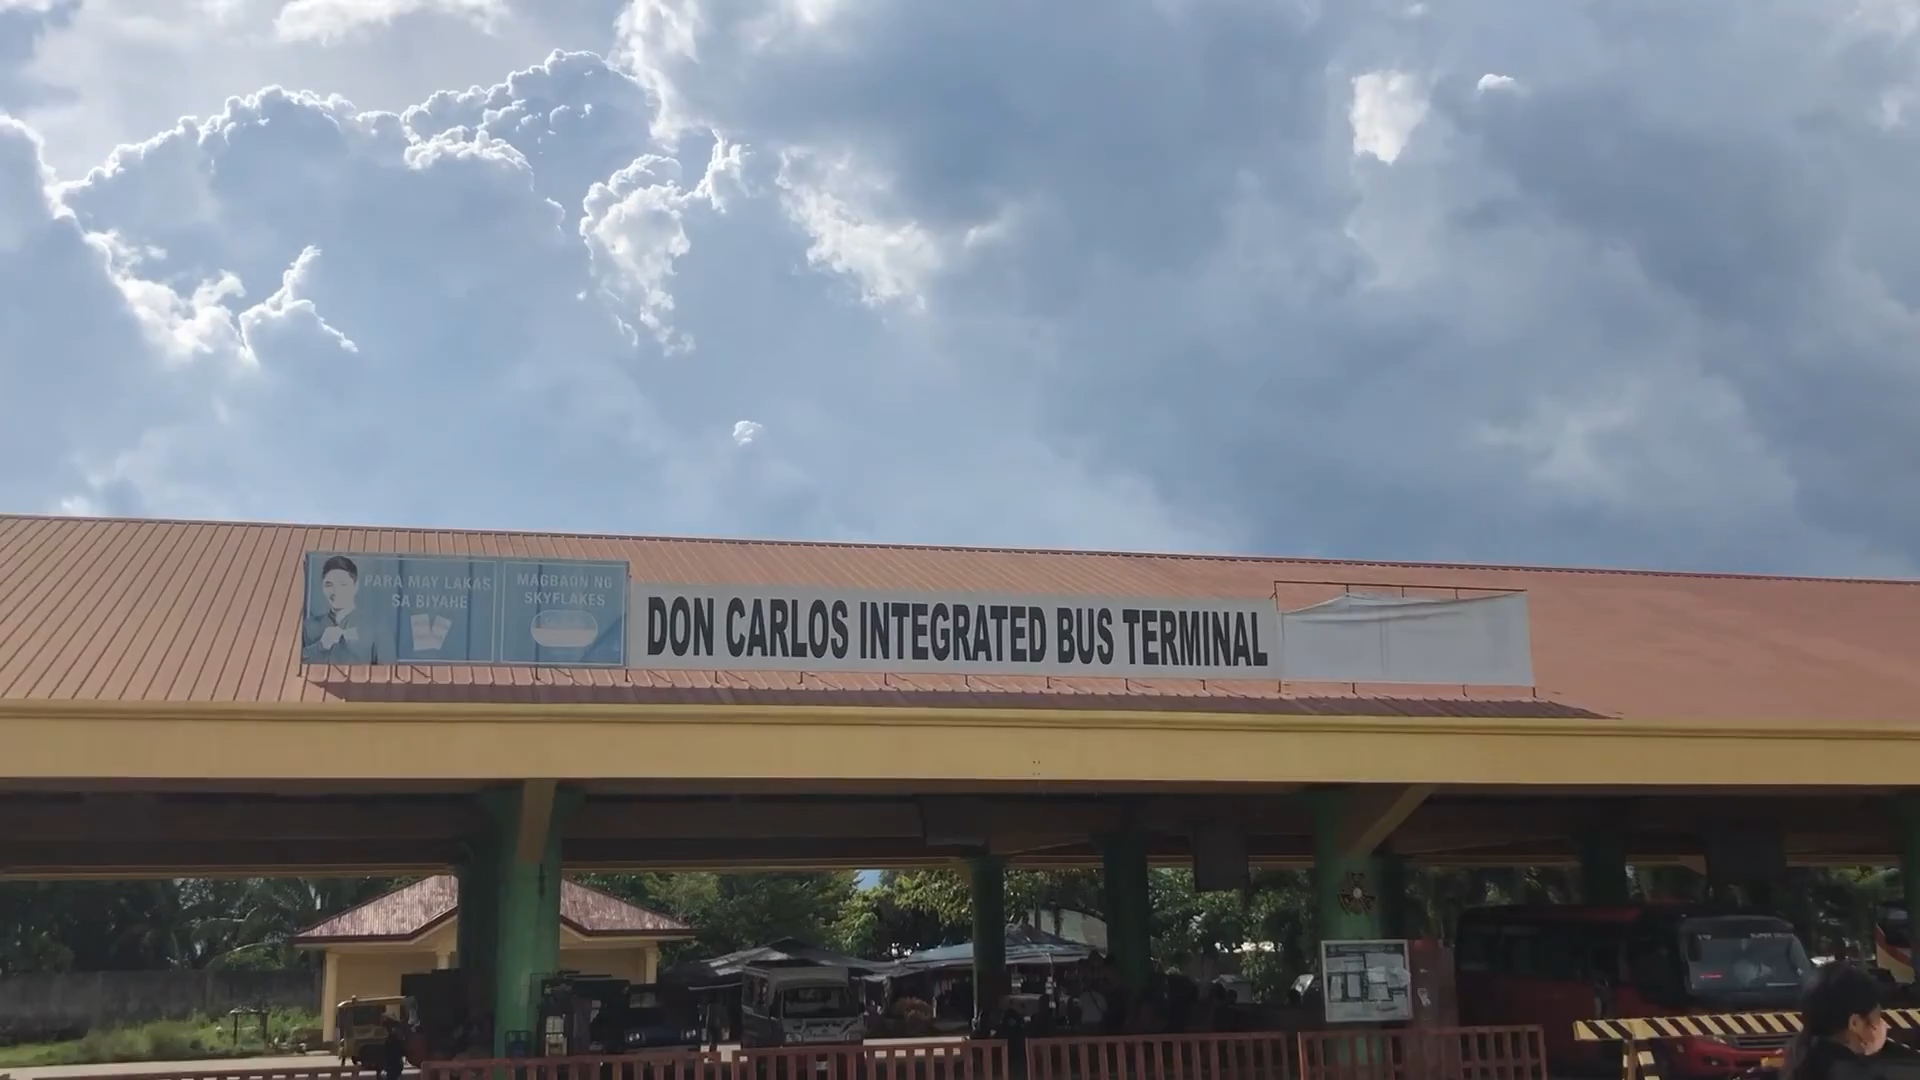 PARA MAY LAKAS
SA BIYAHE
MAGBAON NG
SKYFLAKES
DON CARLOS INTEGRATED BUS TERMINAL